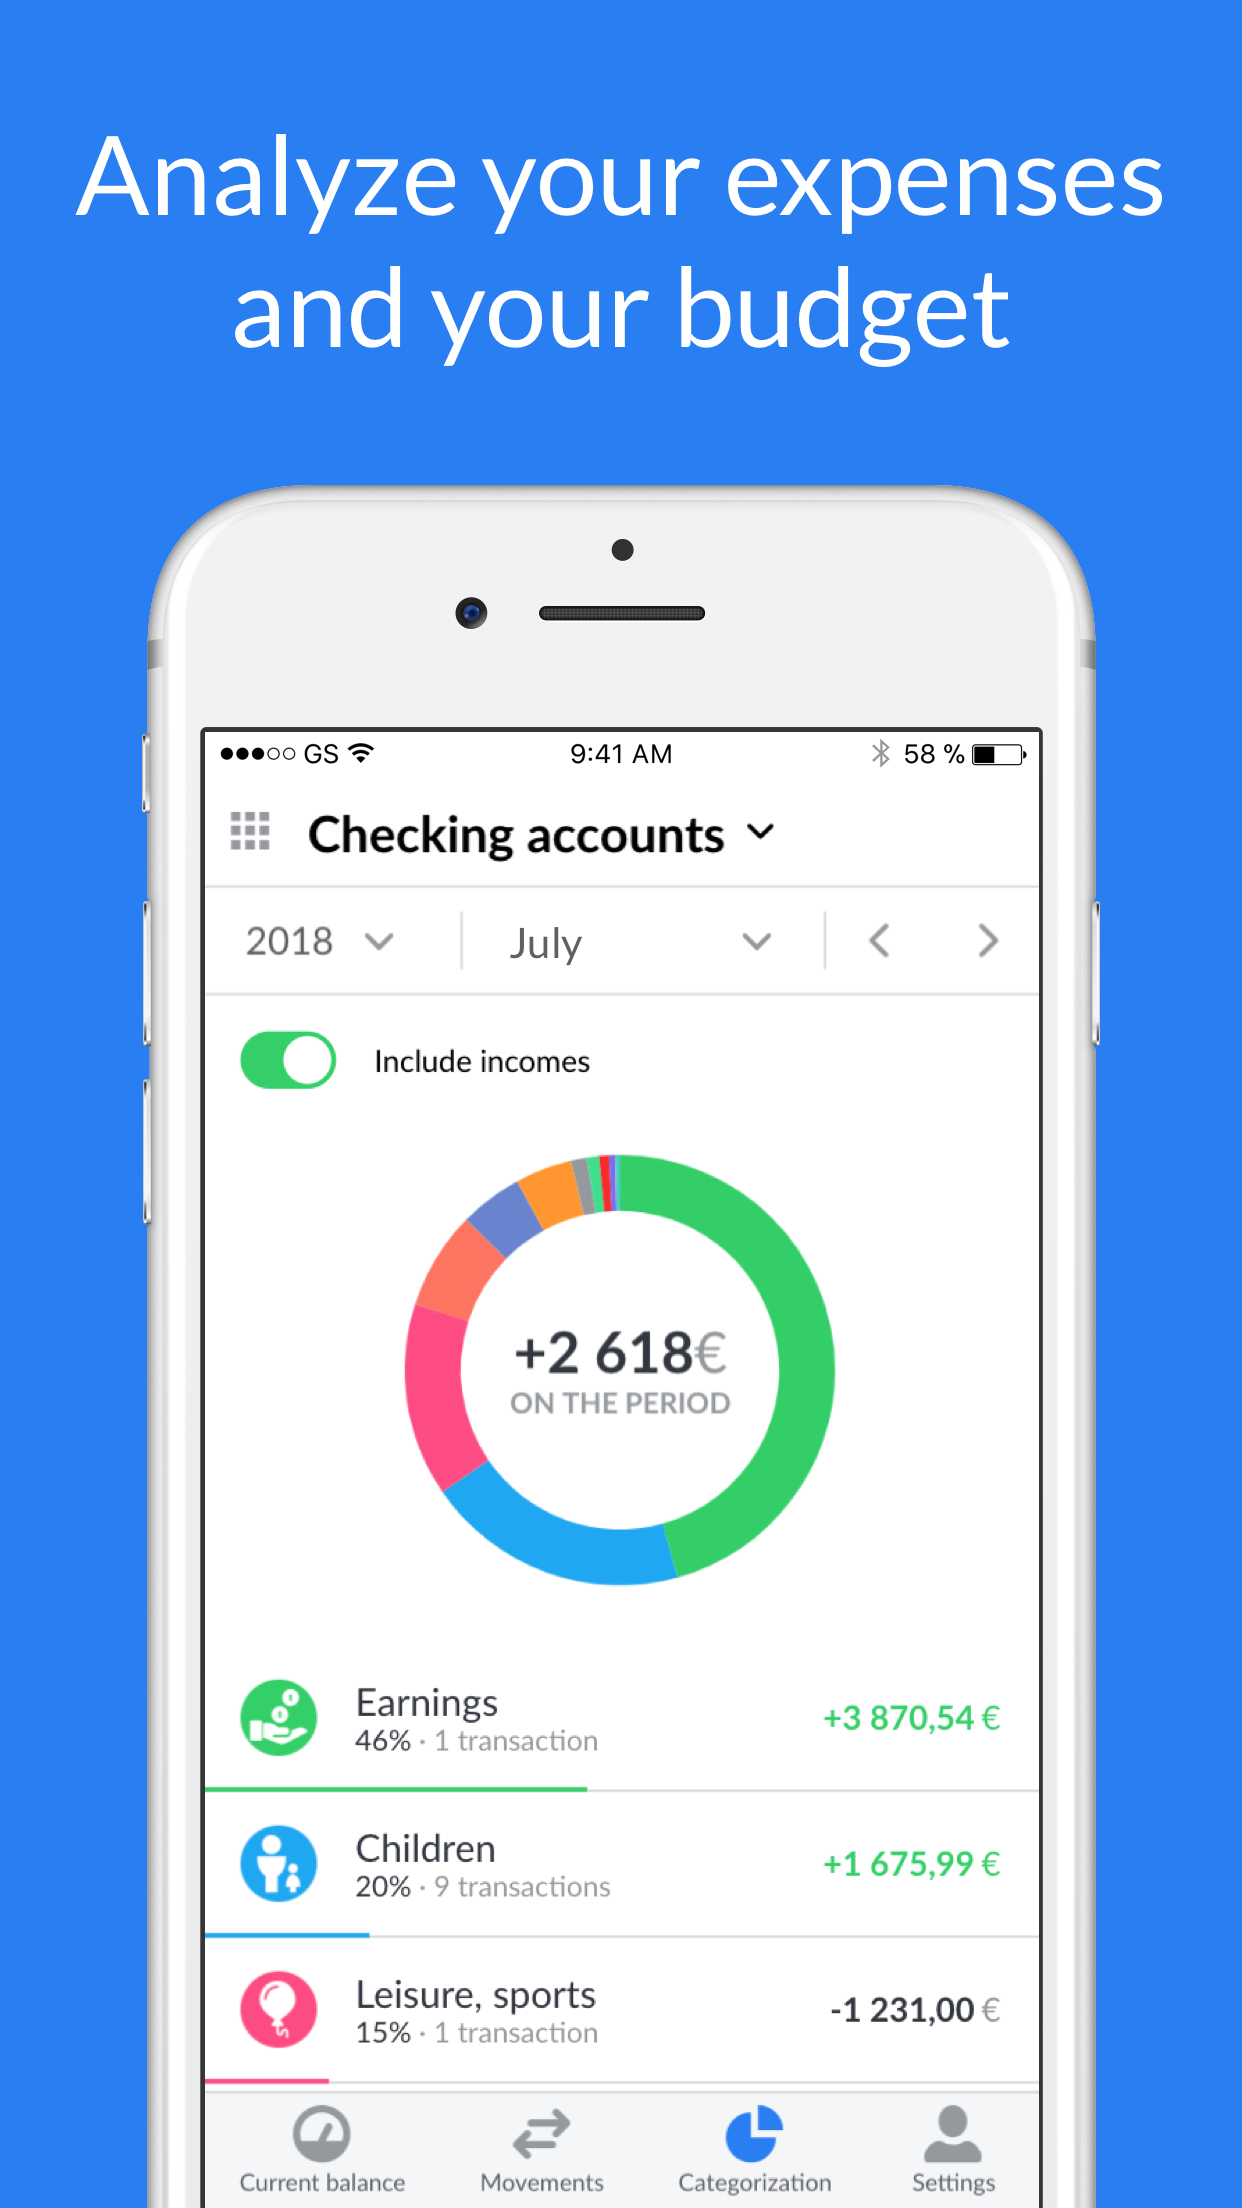 Analyze your expenses
and your budget
GS 9:41 AM 58 %
Checking accounts
2018 July
Include incomes
+2 618€
ON THE PERIOD
Earnings
46% · 1 transaction
+3 870,54 €
Children
20% · 9 transactions
+1 675,99 €
Leisure, sports
15% · 1 transaction
-1 231,00 €
Current balance Movements Categorization Settings